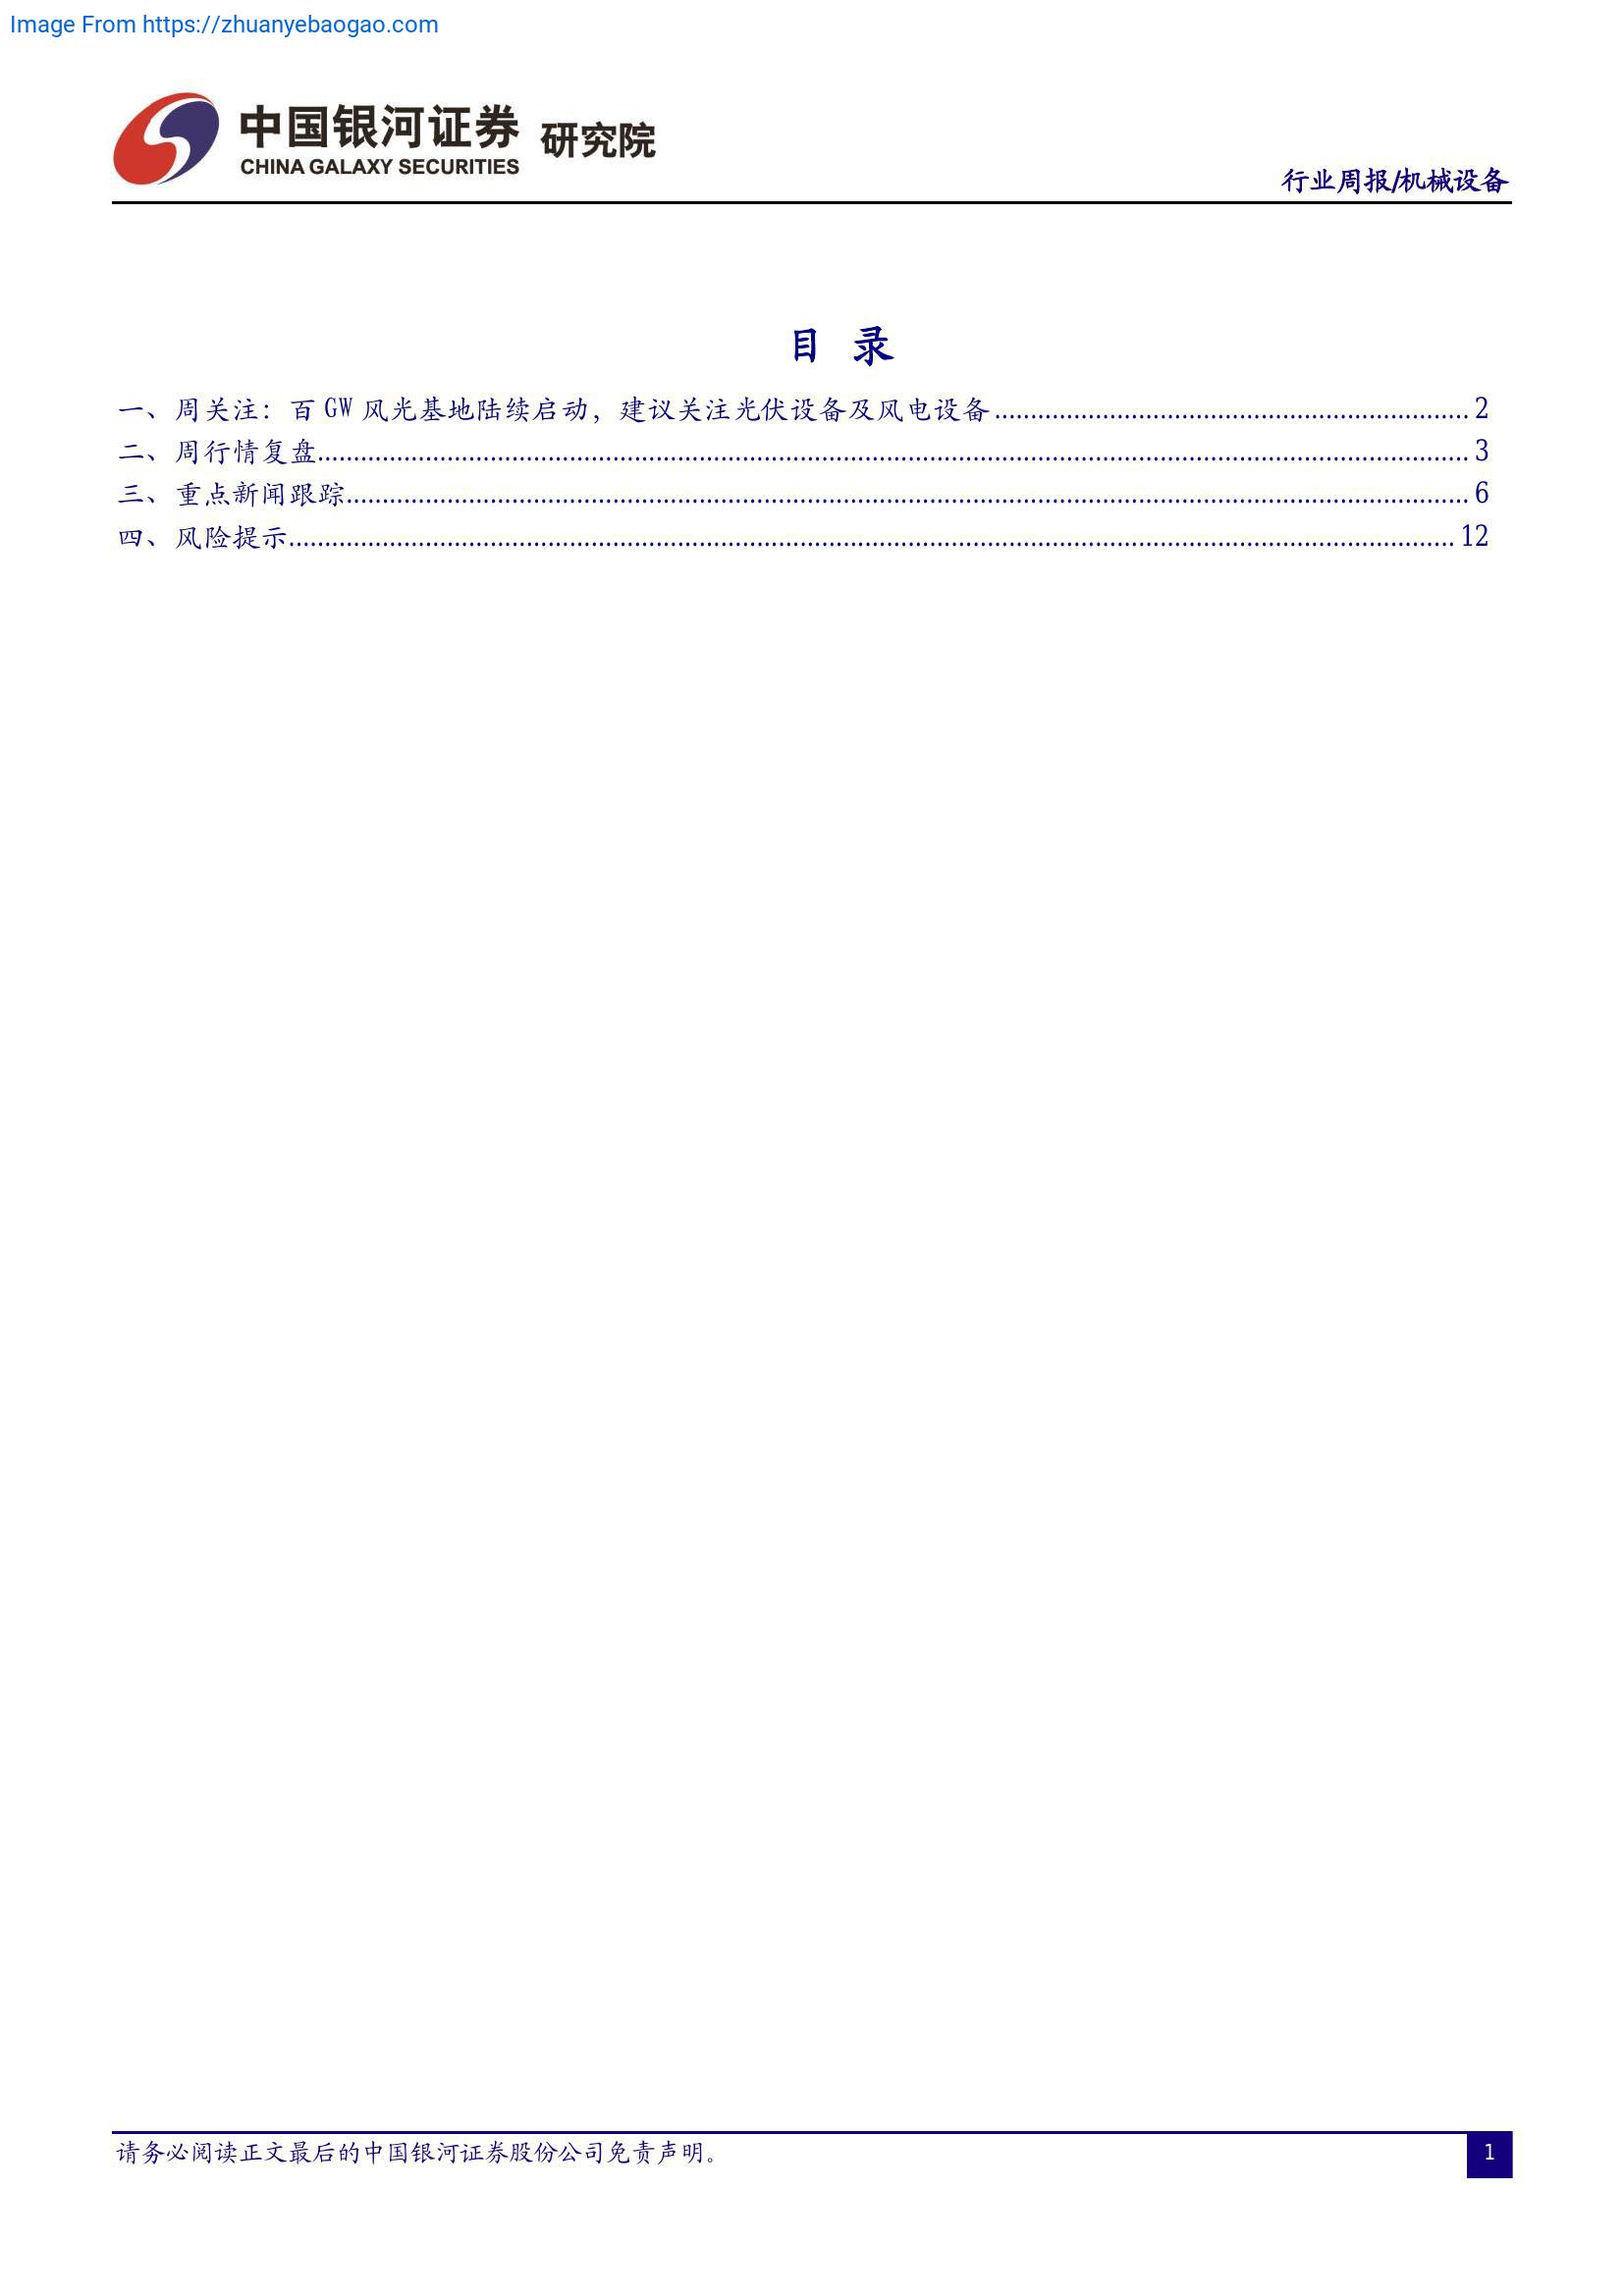 Image From https://zhuanyebaogao.com
中国银河证券 研究院
CHINA GALAXY SECURITIES
行业周报/机械设备
目 录
一、周关注：百 GW 风光基地陆续启动，建议关注光伏设备及风电设备........................ 2
二、周行情复盘........................ 3
三、重点新闻跟踪........................ 6
四、风险提示........................ 12
请务必阅读正文最后的中国银河证券股份公司免责声明。
1